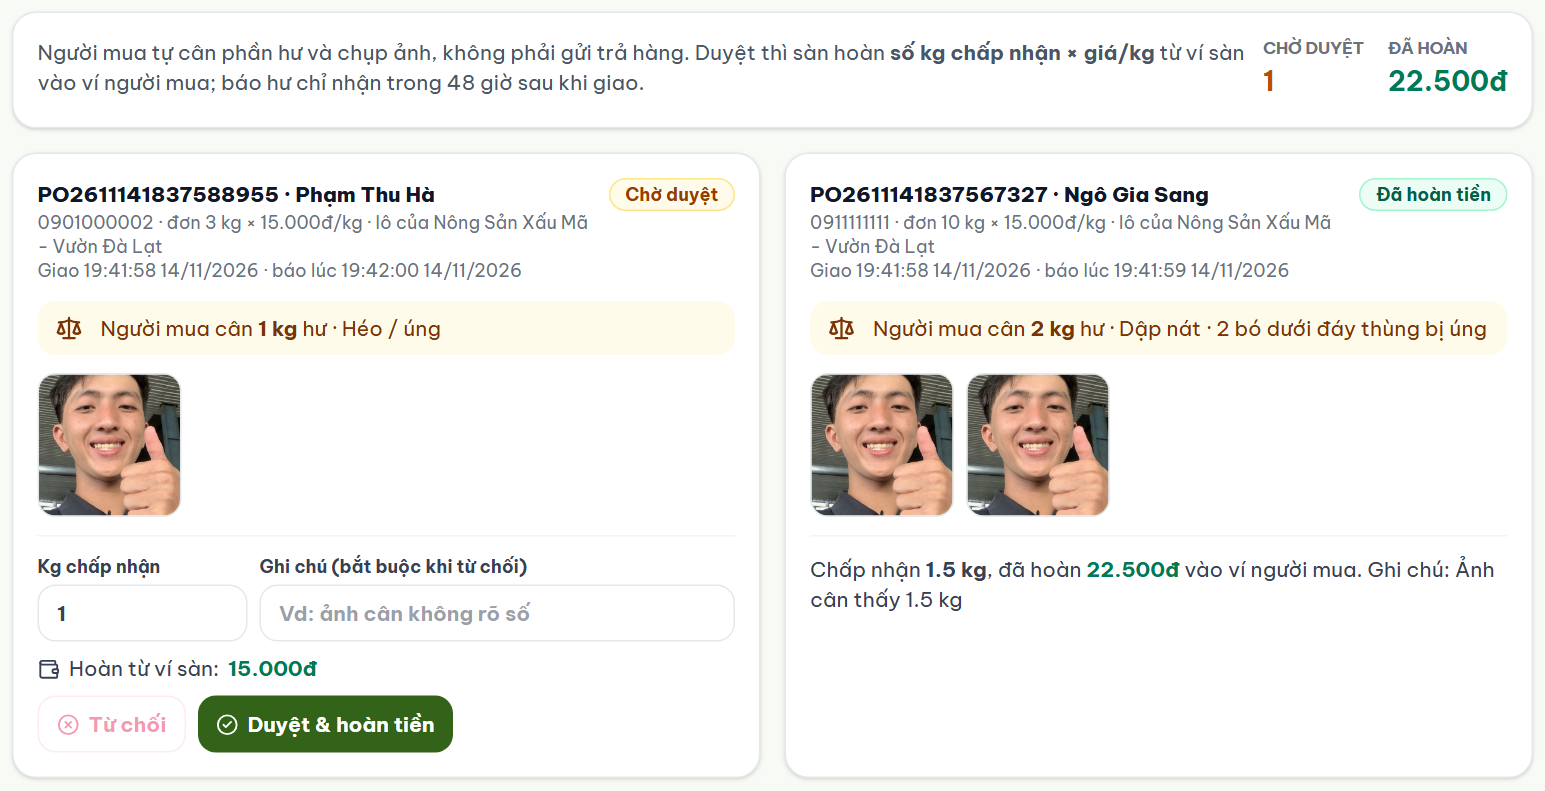 Người mua tự cân phần hư và chụp ảnh, không phải gửi trả hàng. Duyệt thì sàn hoàn số kg chấp nhận × giá/kg từ ví sàn
vào ví người mua; báo hư chỉ nhận trong 48 giờ sau khi giao.
CHỜ DUYỆT
1
ĐÃ HOÀN
22.500đ
PO2611141837588955 · Phạm Thu Hà
Chờ duyệt
0901000002 · đơn 3 kg × 15.000đ/kg · lô của Nông Sản Xấu Mã
- Vườn Đà Lạt
Giao 19:41:58 14/11/2026 · báo lúc 19:42:00 14/11/2026
Người mua cân 1 kg hư · Héo / úng
Kg chấp nhận
1
Ghi chú (bắt buộc khi từ chối)
Vd: ảnh cân không rõ số
Hoàn từ ví sàn: 15.000đ
Từ chối
Duyệt & hoàn tiền
PO2611141837567327 · Ngô Gia Sang
Đã hoàn tiền
0911111111 · đơn 10 kg × 15.000đ/kg · lô của Nông Sản Xấu Mã
- Vườn Đà Lạt
Giao 19:41:58 14/11/2026 · báo lúc 19:41:59 14/11/2026
Người mua cân 2 kg hư · Dập nát · 2 bó dưới đáy thùng bị úng
Chấp nhận 1.5 kg, đã hoàn 22.500đ vào ví người mua. Ghi chú: Ảnh
cân thấy 1.5 kg